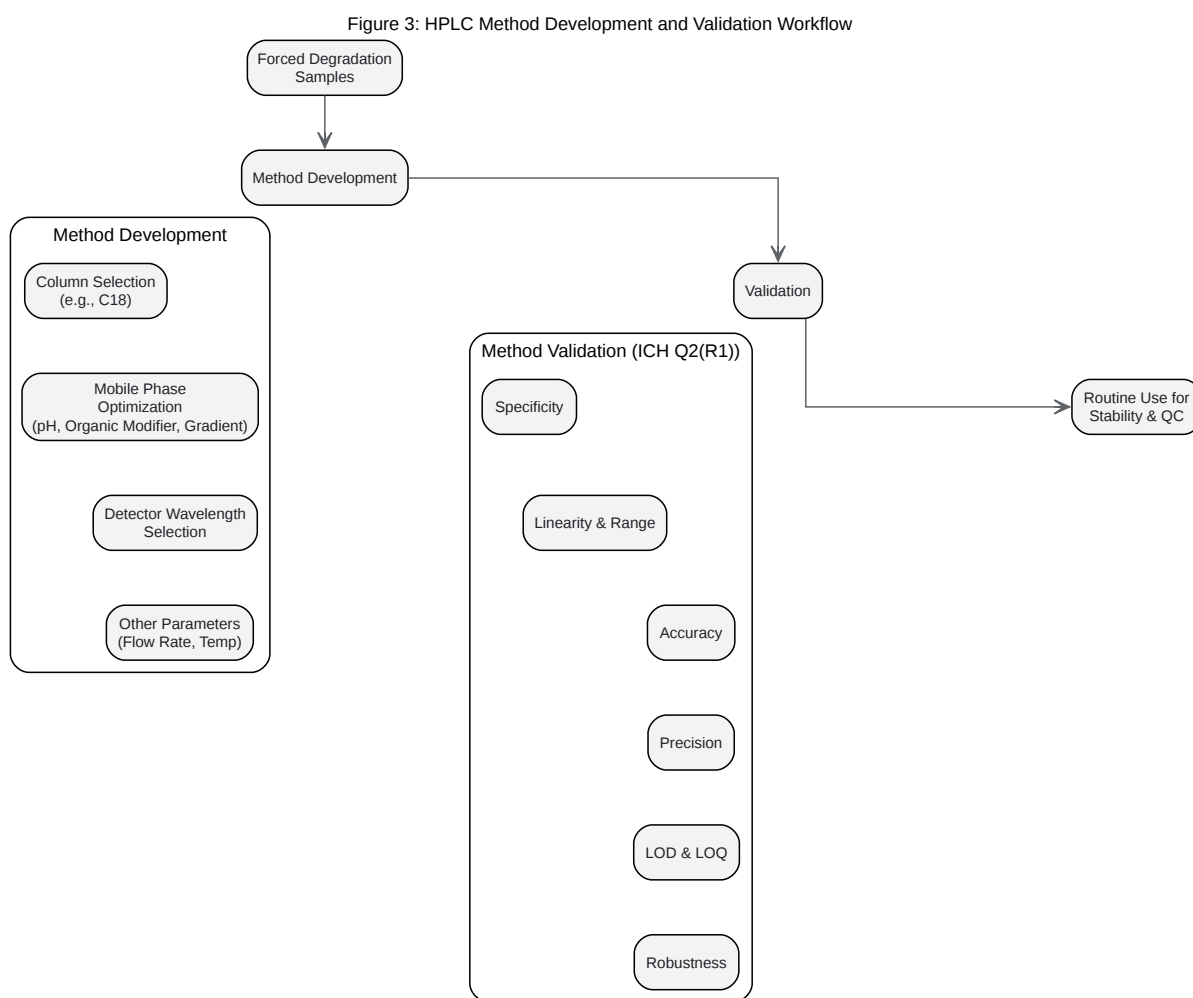 Figure 3: HPLC Method Development and Validation Workflow
Forced Degradation
Samples
Method Development
Method Development
Column Selection
(e.g., C18)
Mobile Phase
Optimization
(pH, Organic Modifier, Gradient)
Detector Wavelength
Selection
Other Parameters
(Flow Rate, Temp)
Validation
Method Validation (ICH Q2(R1))
Specificity
Linearity & Range
Accuracy
Precision
LOD & LOQ
Robustness
Routine Use for
Stability & QC